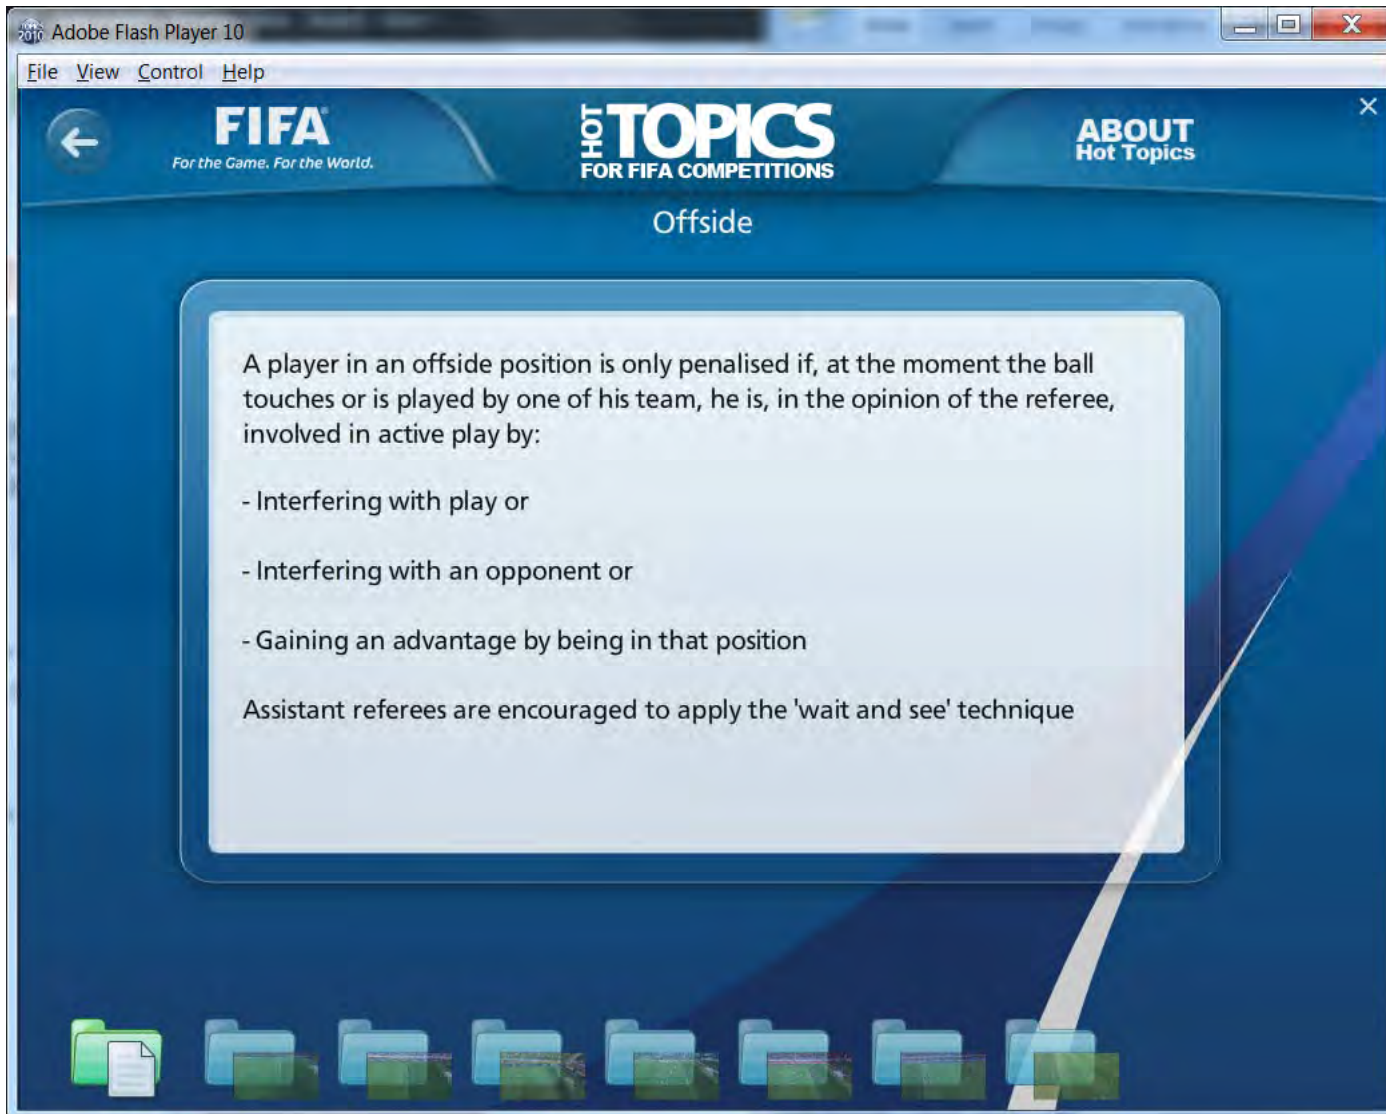 Adobe Flash Player 10
File View Control Help
FIFA
For the Game. For the World.
HOT TOPICS
FOR FIFA COMPETITIONS
ABOUT
Hot Topics
Offside
A player in an offside position is only penalised if, at the moment the ball
touches or is played by one of his team, he is, in the opinion of the referee,
involved in active play by:
- Interfering with play or
- Interfering with an opponent or
- Gaining an advantage by being in that position
Assistant referees are encouraged to apply the 'wait and see' technique